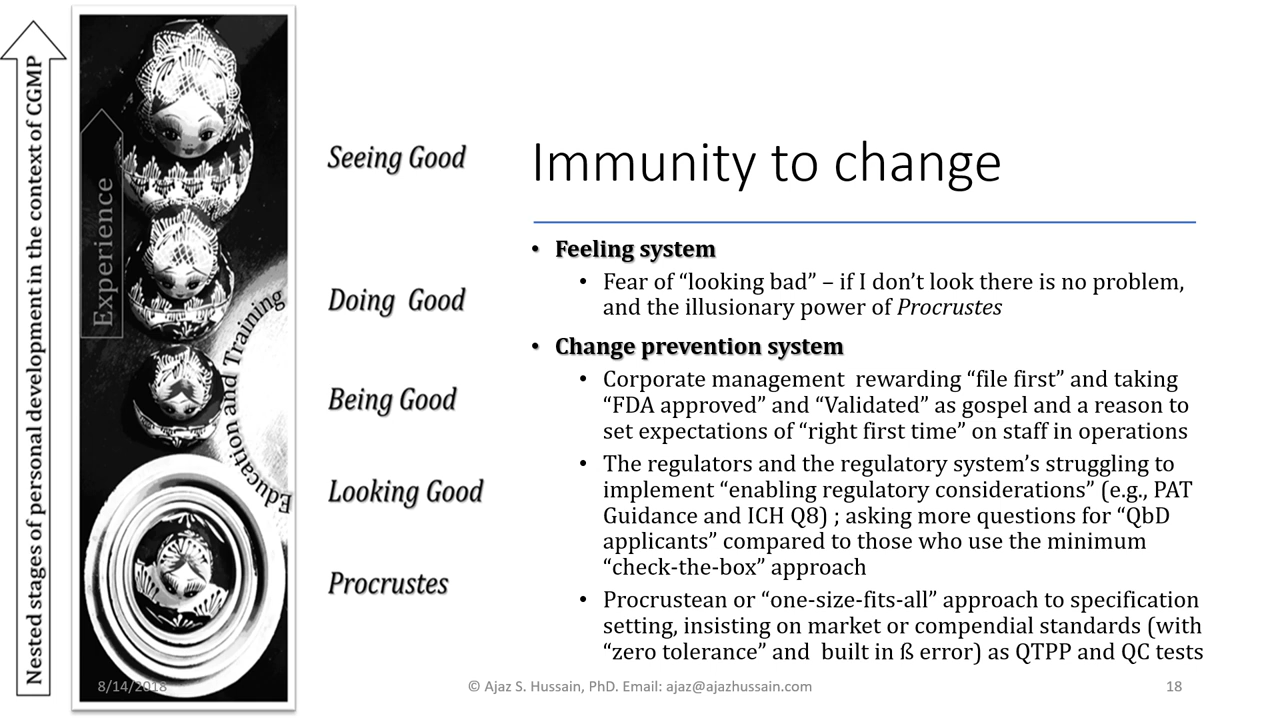 Nested stages of personal development in the context of CGMP
Experience
Education and Training
Seeing Good
Doing  Good
Being Good
Looking Good
Procrustes
Immunity to change
• Feeling system
• Fear of “looking bad” – if I don’t look there is no problem,
and the illusionary power of Procrustes
• Change prevention system
• Corporate management  rewarding “file first” and taking
“FDA approved” and “Validated” as gospel and a reason to
set expectations of “right first time” on staff in operations
• The regulators and the regulatory system’s struggling to
implement “enabling regulatory considerations” (e.g., PAT
Guidance and ICH Q8) ; asking more questions for “QbD
applicants” compared to those who use the minimum
“check-the-box” approach
• Procrustean or “one-size-fits-all” approach to specification
setting, insisting on market or compendial standards (with
“zero tolerance” and  built in ß error) as QTPP and QC tests
8/14/2018
© Ajaz S. Hussain, PhD. Email: ajaz@ajazhussain.com
18